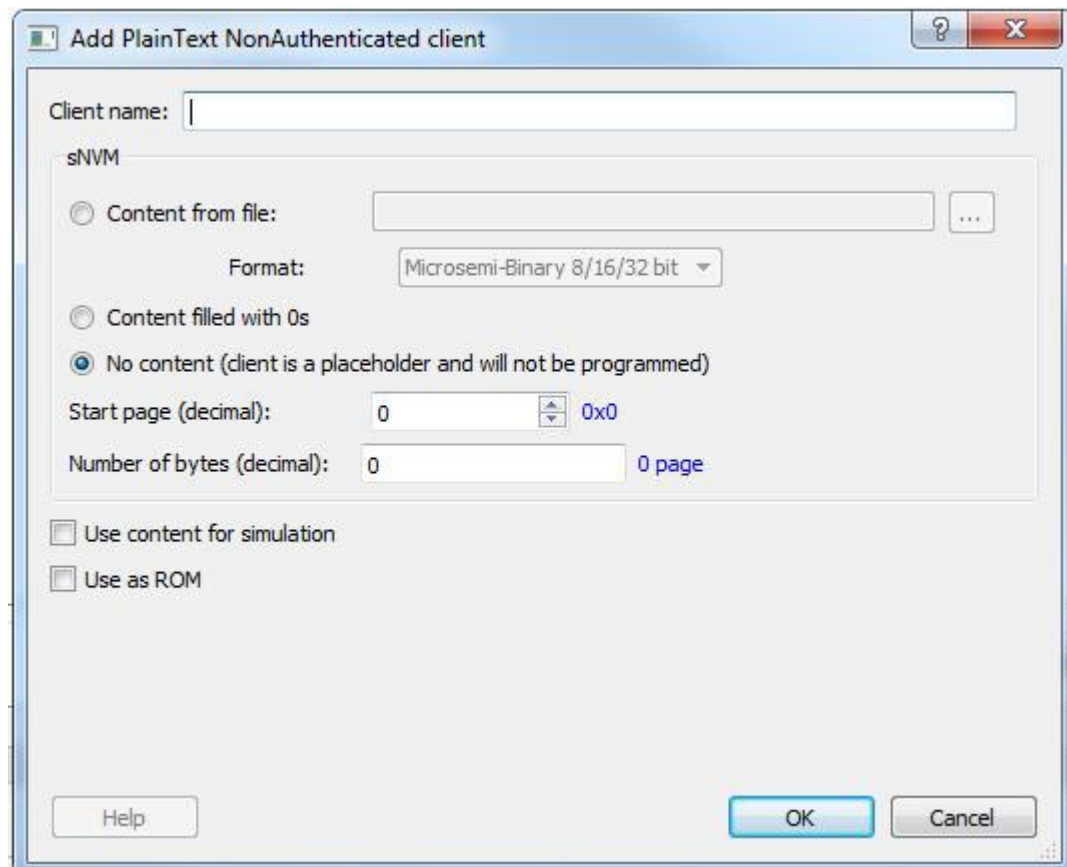 Add PlainText NonAuthenticated client
Client name:
sNVM
Content from file:
...
Format: Microsemi-Binary 8/16/32 bit
Content filled with 0s
No content (client is a placeholder and will not be programmed)
Start page (decimal): 0 0x0
Number of bytes (decimal): 0 0 page
Use content for simulation
Use as ROM
Help OK Cancel